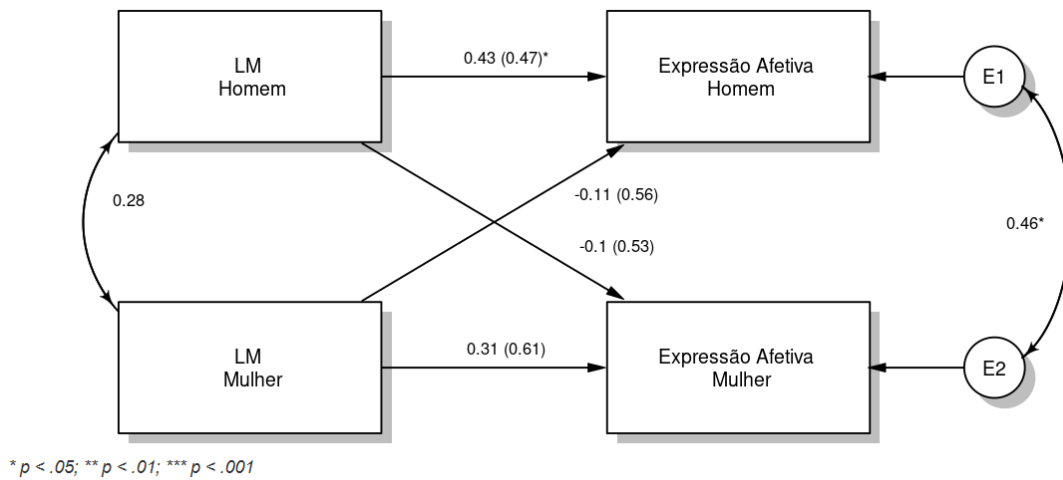 LM
Homem
0.43 (0.47)*
Expressão Afetiva
Homem
E1
0.28
-0.11 (0.56)
-0.1 (0.53)
0.46*
LM
Mulher
0.31 (0.61)
Expressão Afetiva
Mulher
E2
* p < .05; ** p < .01; *** p < .001